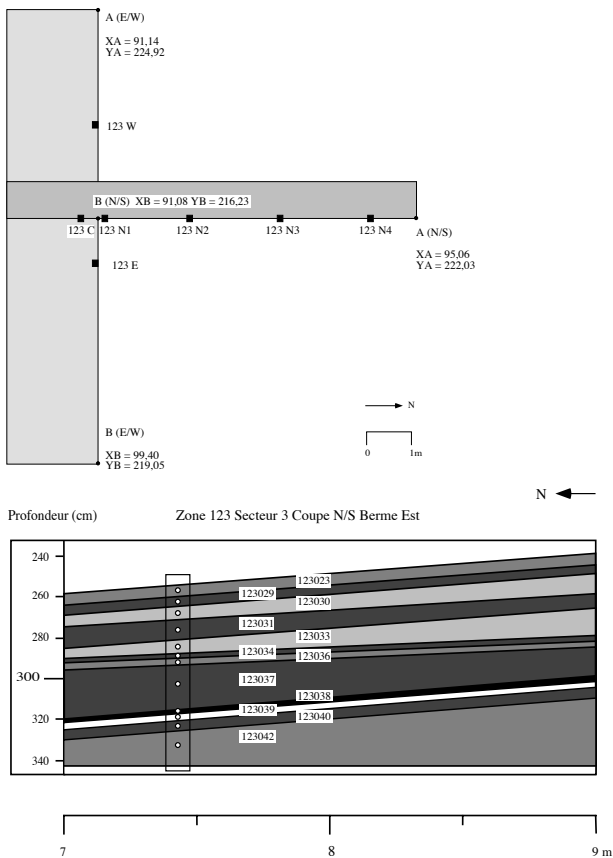 A (E/W)
XA = 91,14
YA = 224,92
123 W
B (N/S) XB = 91,08 YB = 216,23
123 C 123 N1 123 N2 123 N3 123 N4
A (N/S)
XA = 95,06
YA = 222,03
123 E
N
0 1m
B (E/W)
XB = 99,40
YB = 219,05
N
Profondeur (cm) Zone 123 Secteur 3 Coupe N/S Berme Est
240
260
280
300
320
340
123023
123029
123030
123031
123033
123034
123036
123037
123038
123039
123040
123042
7 8 9 m